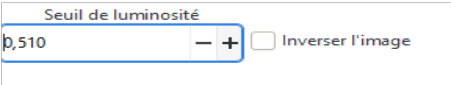 Seuil de luminosité
0,510 − + Inverser l'image